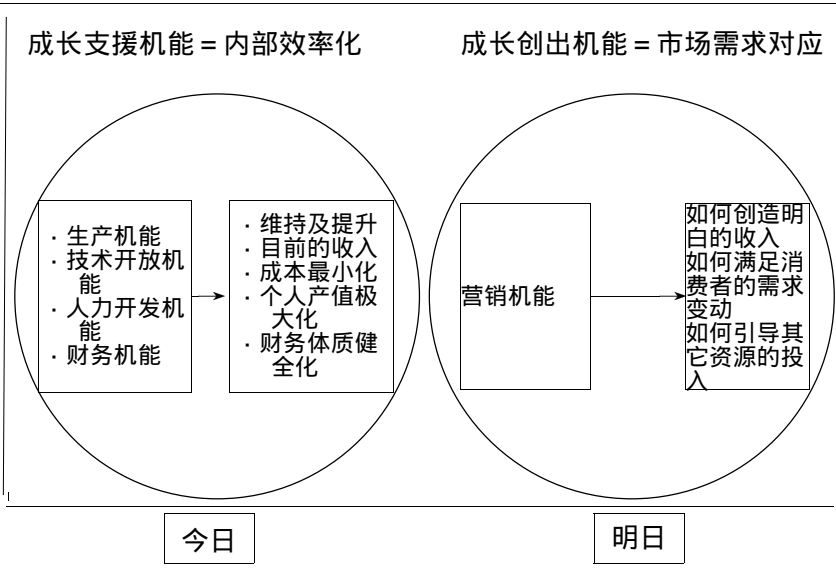 成长支援机能＝内部效率化
成长创出机能＝市场需求对应
．生产机能
．技术开放机
能
．人力开发机
能
．财务机能
．维持及提升
．目前的收入
．成本最小化
．个人产值极
大化
．财务体质健
全化
营销机能
如何创造明
白的收入
如何满足消
费者的需求
变动
如何引导其
它资源的投
入
今日
明日